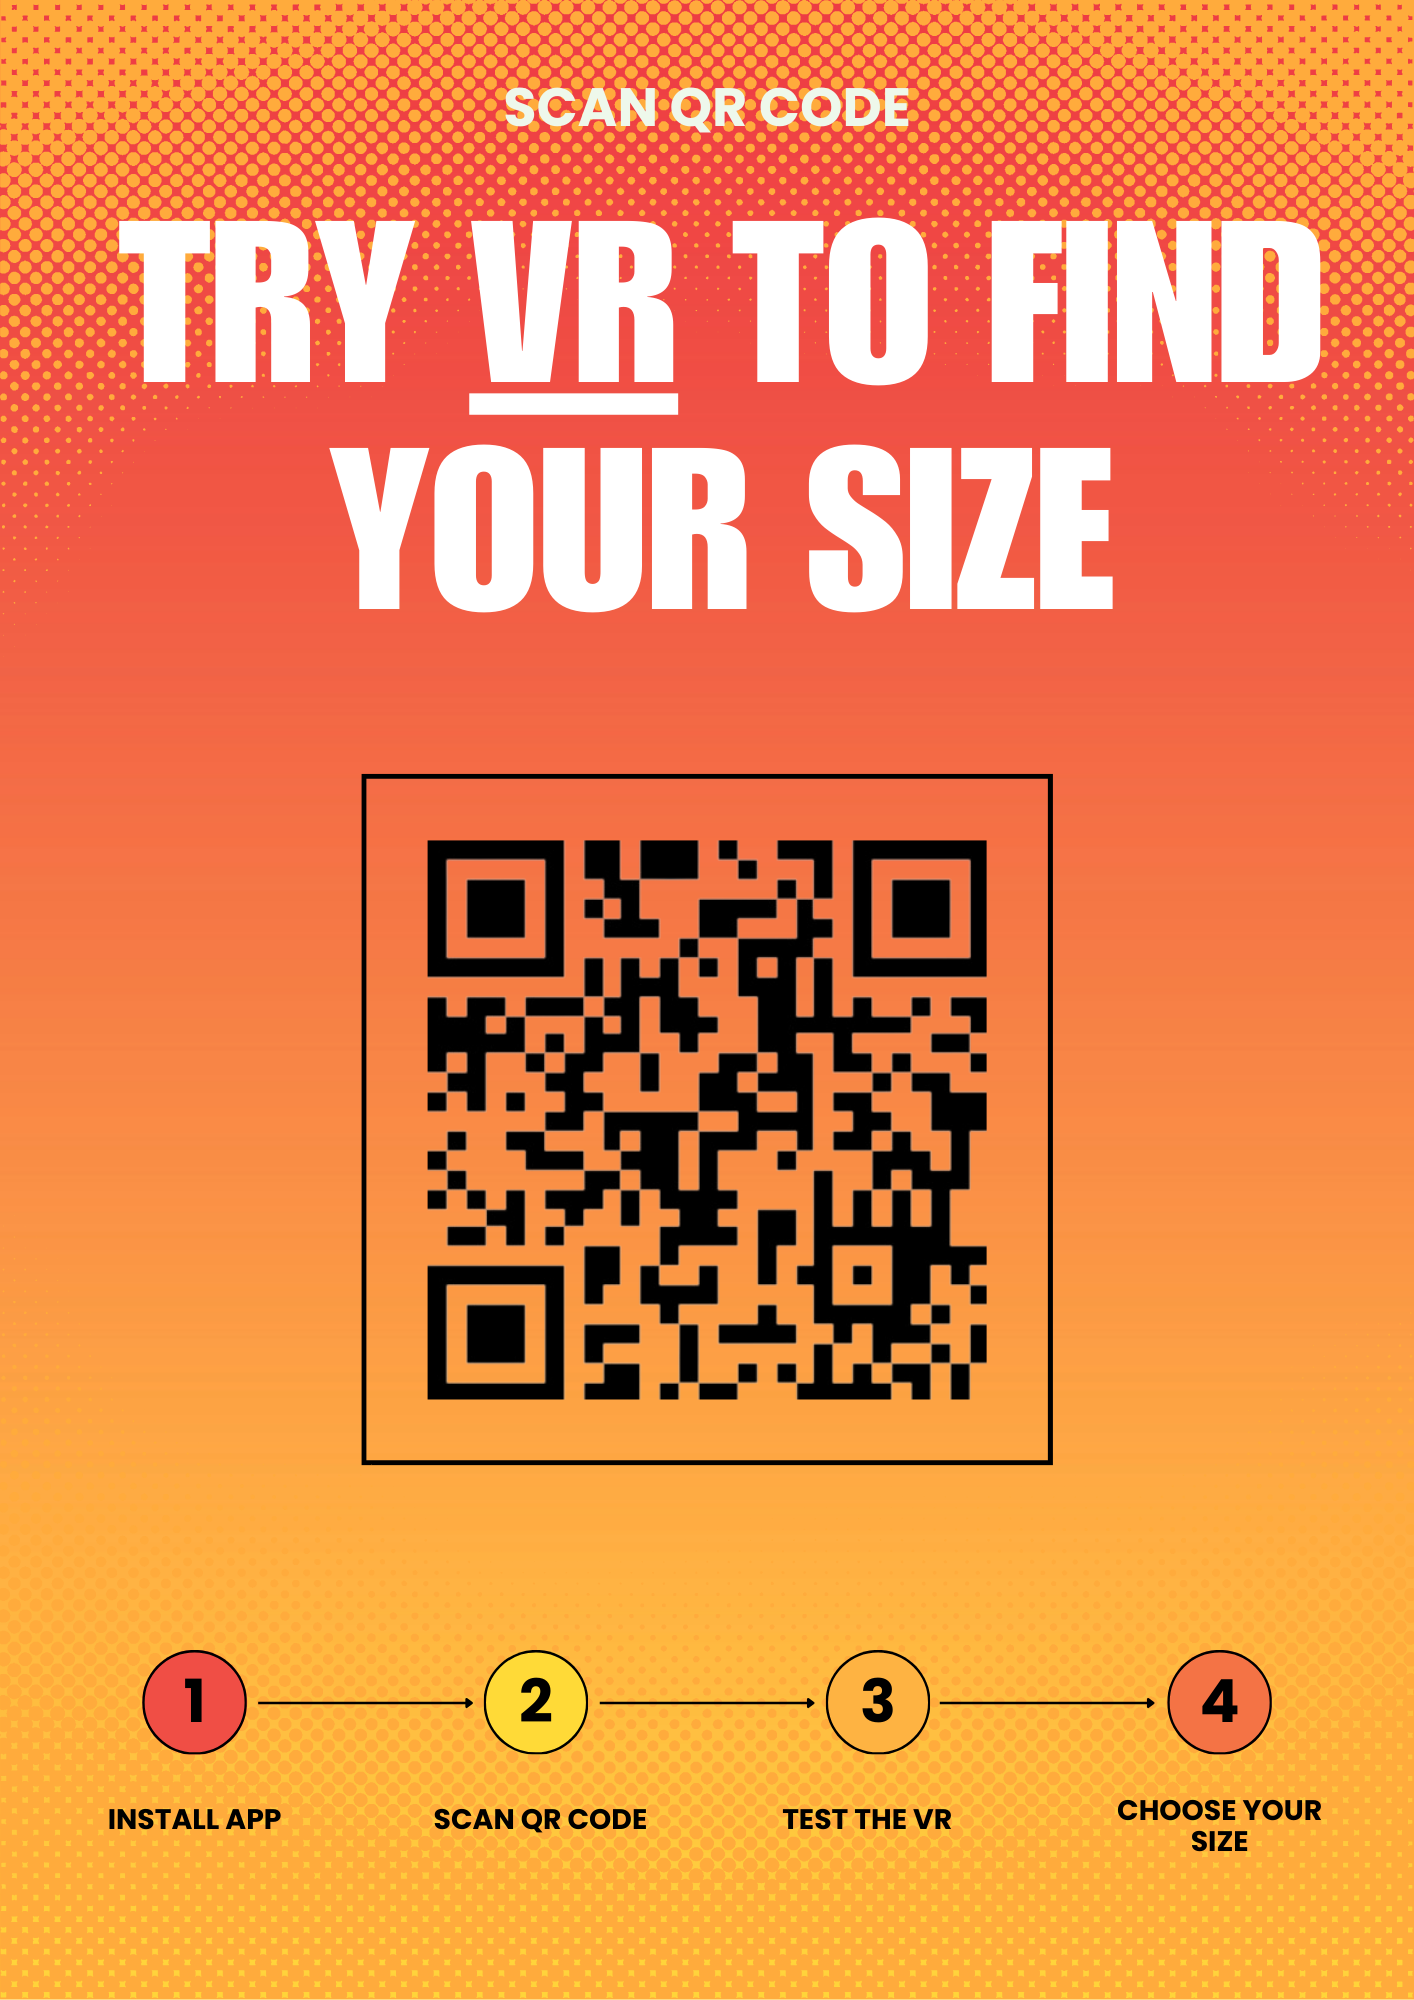 SCAN QR CODE
TRY VR TO FIND
YOUR SIZE
1
2
3
4
INSTALL APP
SCAN QR CODE
TEST THE VR
CHOOSE YOUR
SIZE